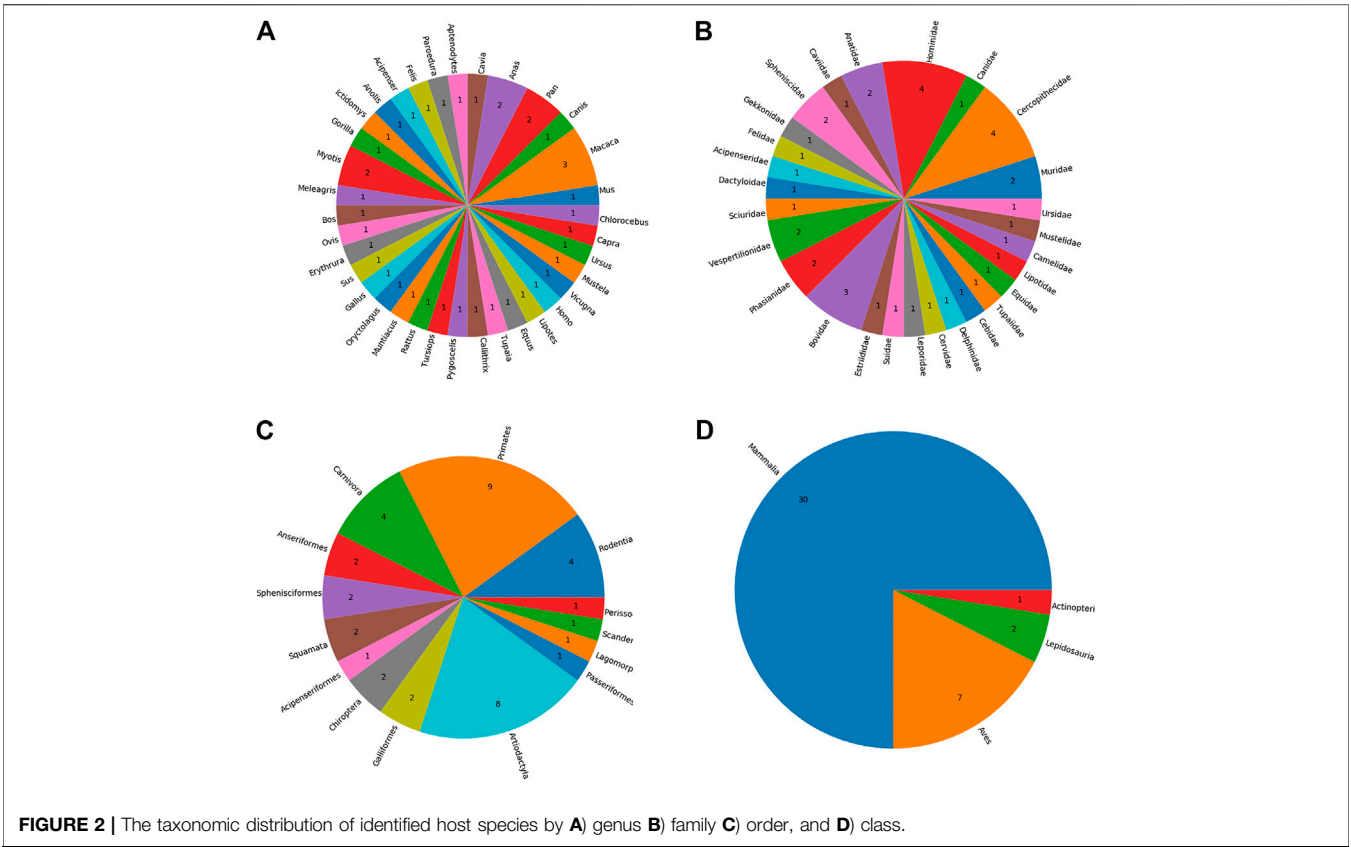 A
Mus 1
Macaca 3
Canis 1
Pan 2
Anas 2
Cavia 1
Aptenodytes 1
Paroedura 1
Felis 1
Acipenser 1
Anolis 1
Ictidomys 1
Gorilla 1
Myotis 2
Meleagris 1
Bos 1
Ovis 1
Erythrura 1
Sus 1
Gallus 1
Oryctolagus 1
Muntiacus 1
Rattus 1
Tursiops 1
Pygoscelis 1
Callithrix 1
Tupaia 1
Equus 1
Lipotes 1
Homo 1
Vicugna 1
Mustela 1
Ursus 1
Capra 1
Chlorocebus 1
B
Muridae 2
Cercopithecidae 4
Canidae 1
Hominidae 4
Anatidae 2
Caviidae 1
Spheniscidae 2
Gekkonidae 1
Felidae 1
Acipenseridae 1
Dactyloidae 1
Sciuridae 1
Vespertilionidae 2
Phasianidae 2
Bovidae 3
Estrildidae 1
Suidae 1
Leporidae 1
Cervidae 1
Delphinidae 1
Cebidae 1
Tupaiidae 1
Equidae 1
Lipotidae 1
Camelidae 1
Mustelidae 1
Ursidae 1
C
Rodentia 4
Primates 9
Carnivora 4
Anseriformes 2
Sphenisciformes 2
Squamata 2
Acipenseriformes 1
Chiroptera 2
Galliformes 2
Artiodactyla 8
Passeriformes 1
Lagomorp 1
Scander 1
Perisso 1
D
Mammalia 30
Aves 7
Lepidosauria 2
Actinopteri 1
FIGURE 2 | The taxonomic distribution of identified host species by A) genus B) family C) order, and D) class.